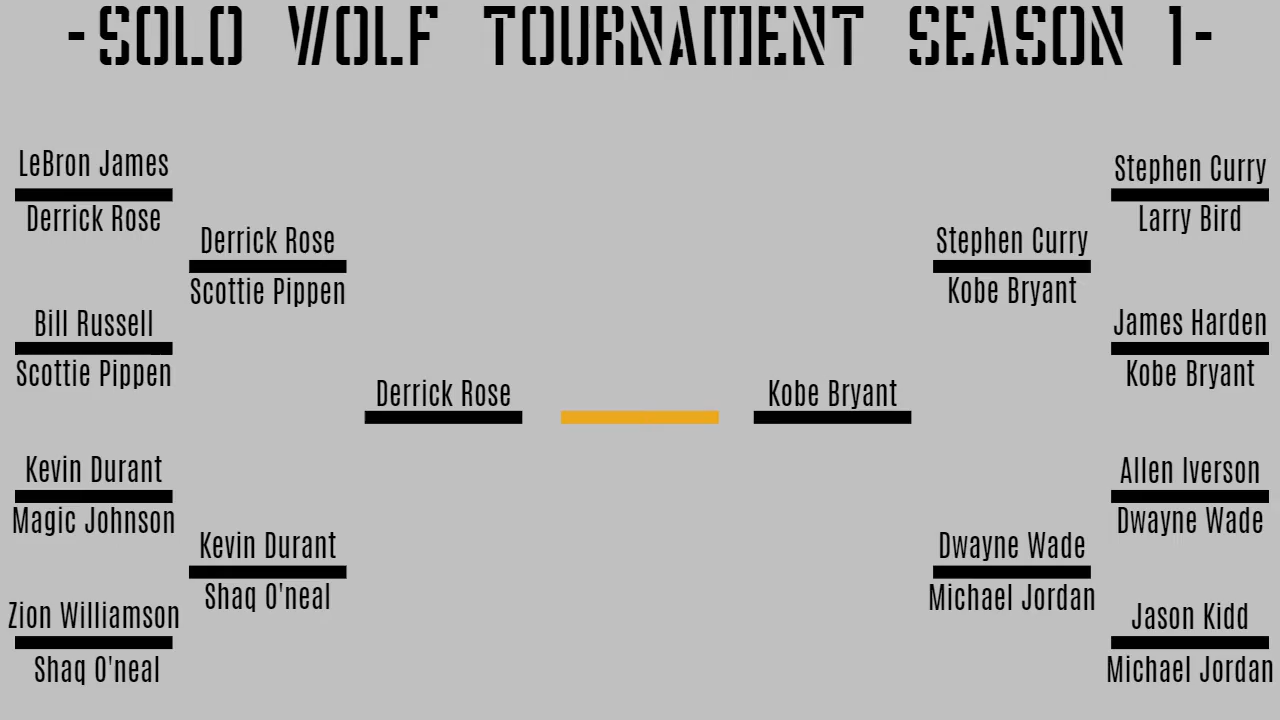 -SOLO WOLF TOURNAMENT SEASON 1-
LeBron James
Derrick Rose
Bill Russell
Scottie Pippen
Kevin Durant
Magic Johnson
Zion Williamson
Shaq O'neal
Derrick Rose
Scottie Pippen
Kevin Durant
Shaq O'neal
Derrick Rose
Kobe Bryant
Stephen Curry
Kobe Bryant
Dwayne Wade
Michael Jordan
Stephen Curry
Larry Bird
James Harden
Kobe Bryant
Allen Iverson
Dwayne Wade
Jason Kidd
Michael Jordan